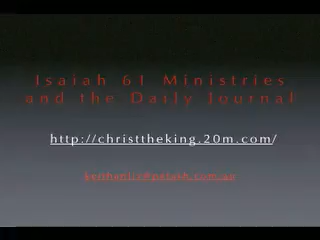 Isaiah 61 Ministries
and the Daily Journal
http://christtheking.20m.com/